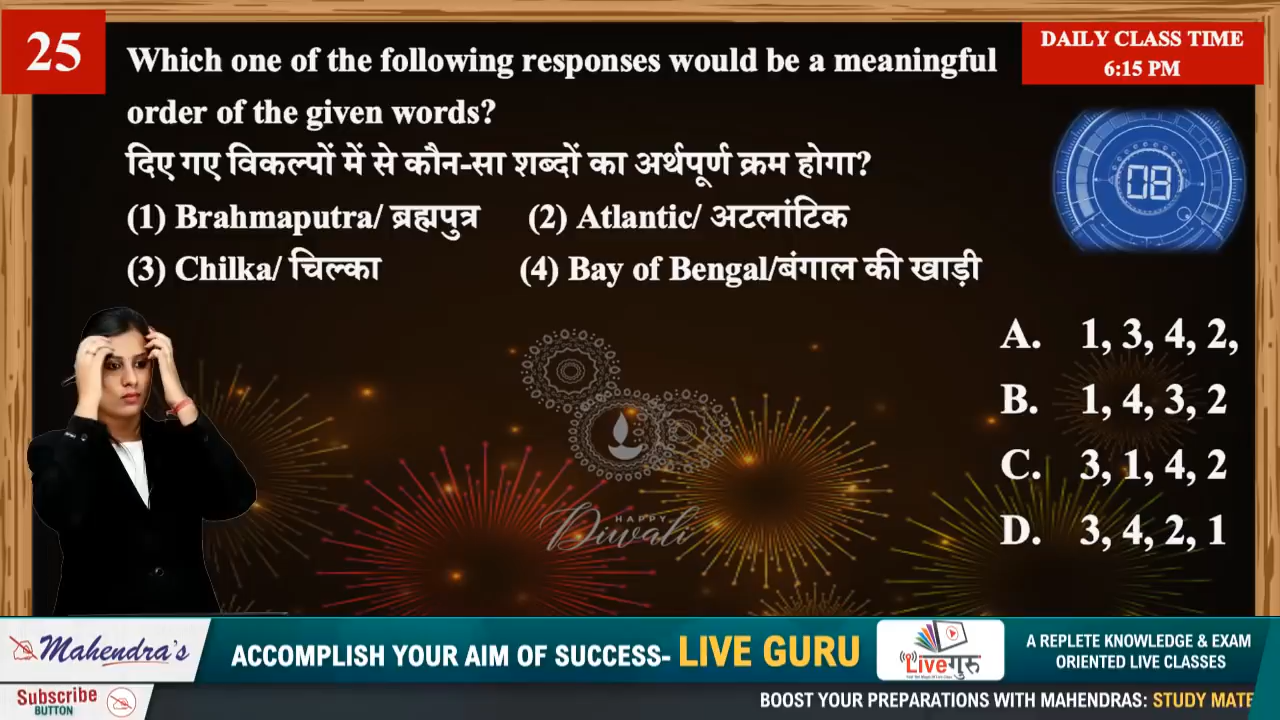 25
Which one of the following responses would be a meaningful
order of the given words?
दिए गए विकल्पों में से कौन-सा शब्दों का अर्थपूर्ण क्रम होगा?
(1) Brahmaputra/ ब्रह्मपुत्र (2) Atlantic/ अटलांटिक
(3) Chilka/ चिल्का (4) Bay of Bengal/बंगाल की खाड़ी
DAILY CLASS TIME
6:15 PM
08
A. 1, 3, 4, 2,
B. 1, 4, 3, 2
C. 3, 1, 4, 2
D. 3, 4, 2, 1
HAPPY
Diwali
Mahendra's
ACCOMPLISH YOUR AIM OF SUCCESS- LIVE GURU
Liveगुरु
A REPLETE KNOWLEDGE & EXAM
ORIENTED LIVE CLASSES
Subscribe
BUTTON
BOOST YOUR PREPARATIONS WITH MAHENDRAS: STUDY MATE